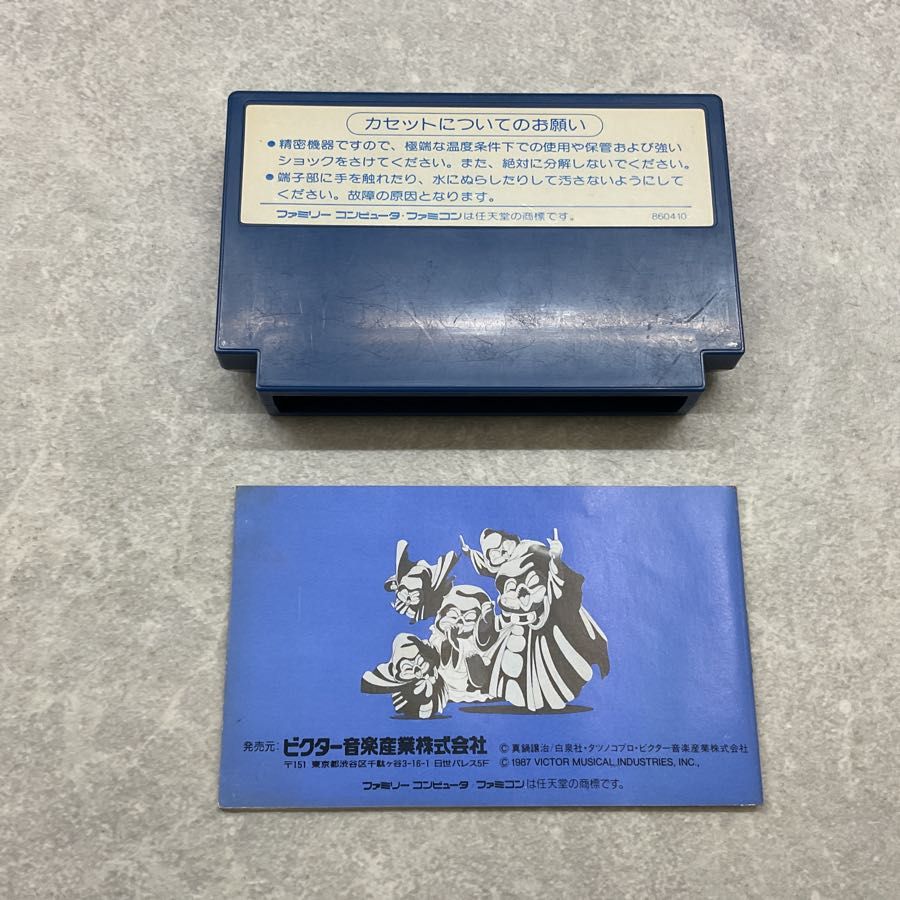 カセットについてのお願い
●精密機器ですので、極端な温度条件下での使用や保管および強い
ショックをさけてください。また、絶対に分解しないでください。
●端子部に手を触れたり、水にぬらしたりして汚さないようにして
ください。故障の原因となります。
ファミリー コンピュータ・ファミコンは任天堂の商標です。 860410
発売元: ビクター音楽産業株式会社 ©真鍋譲治/白泉社・タツノコプロ・ビクター音楽産業株式会社
〒151 東京都渋谷区千駄ヶ谷3-16-1 日世パレス5F ©1987 VICTOR MUSICAL INDUSTRIES, INC.,
ファミリー コンピュータ/ファミコンは任天堂の商標です。